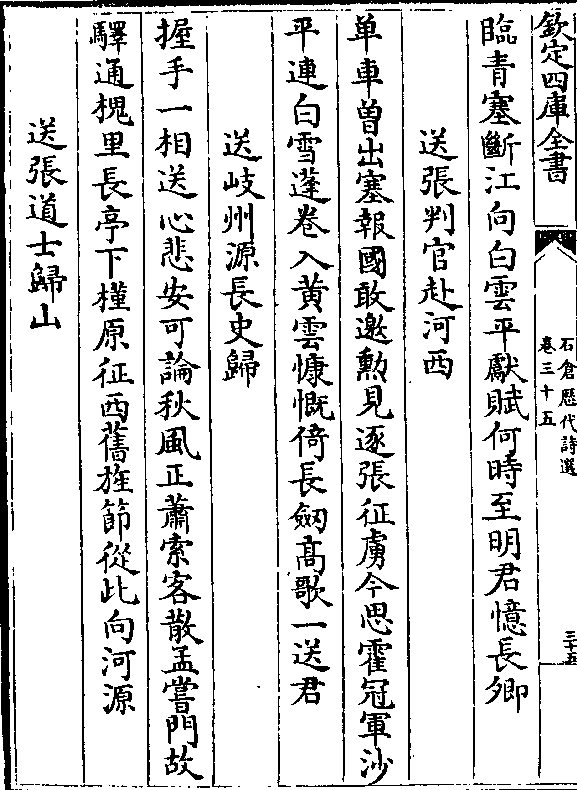 欽定四庫全書
石倉歷代詩選
卷三十五
三十五
臨青塞斷江向白雲平獻賦何時至明君憶長卿
送張判官赴河西
单車曽出塞報國敢邀勲見逐張征虜今思霍冠軍沙
平連白雪蓬卷入黄雲慷慨倚長劒髙歌一送君
送岐州源長史歸
握手一相送心悲安可論秋風正蕭索客散孟嘗門故
驛通槐里長亭下槿原征西舊旌節從此向河源
送張道士歸山